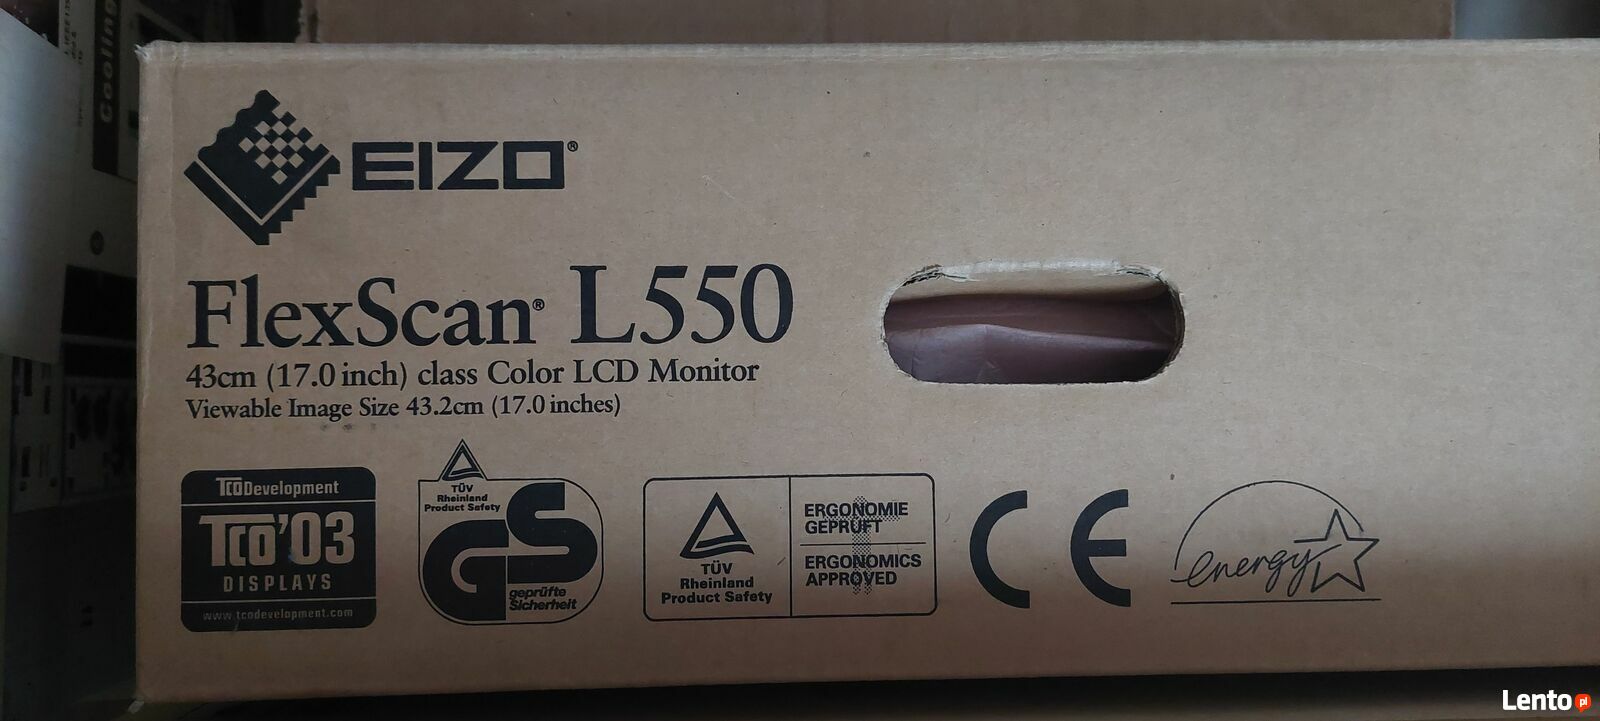 Cooling
EIZO®
FlexScan® L550
43cm (17.0 inch) class Color LCD Monitor
Viewable Image Size 43.2cm (17.0 inches)
TCO Development
TCO'03
DISPLAYS
www.tcodevelopment.com
TÜV
Rheinland
Product Safety
GS
geprüfte
Sicherheit
TÜV
Rheinland
Product Safety
ERGONOMIE
GEPRÜFT
ERGONOMICS
APPROVED
CE
energy
Lento pl